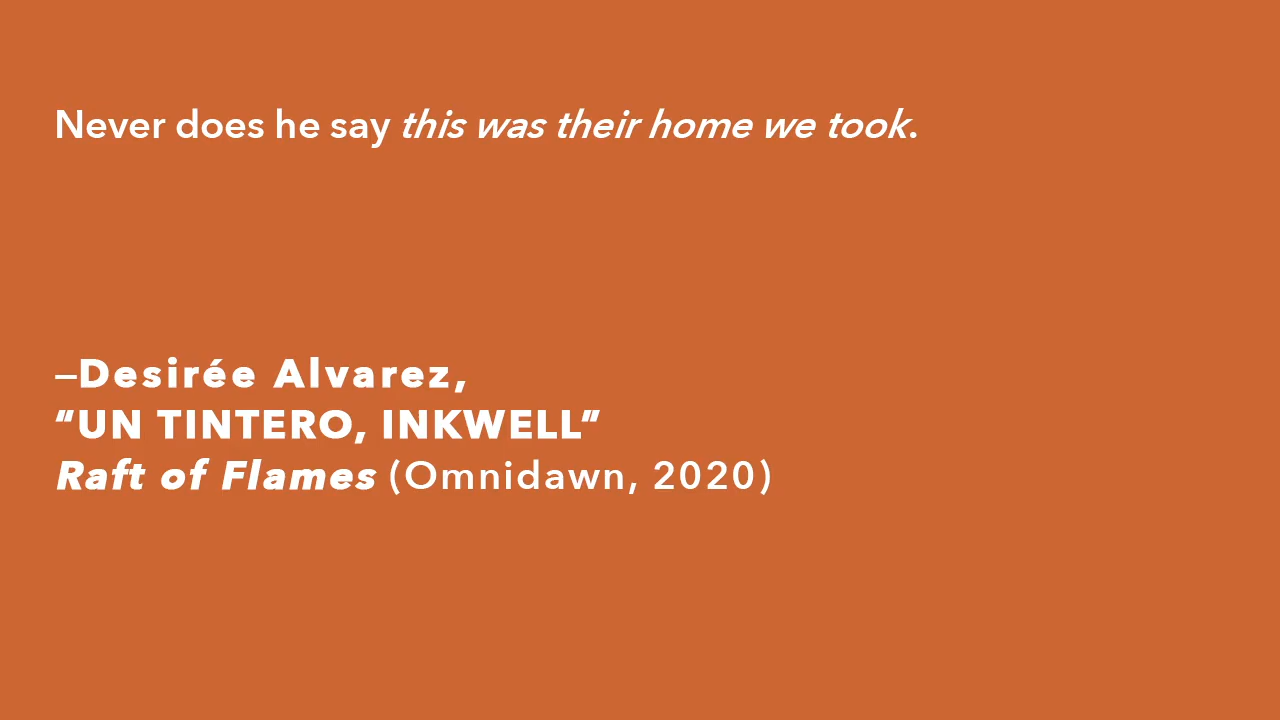 Never does he say this was their home we took.
—Desirée Alvarez,
“UN TINTERO, INKWELL”
Raft of Flames (Omnidawn, 2020)